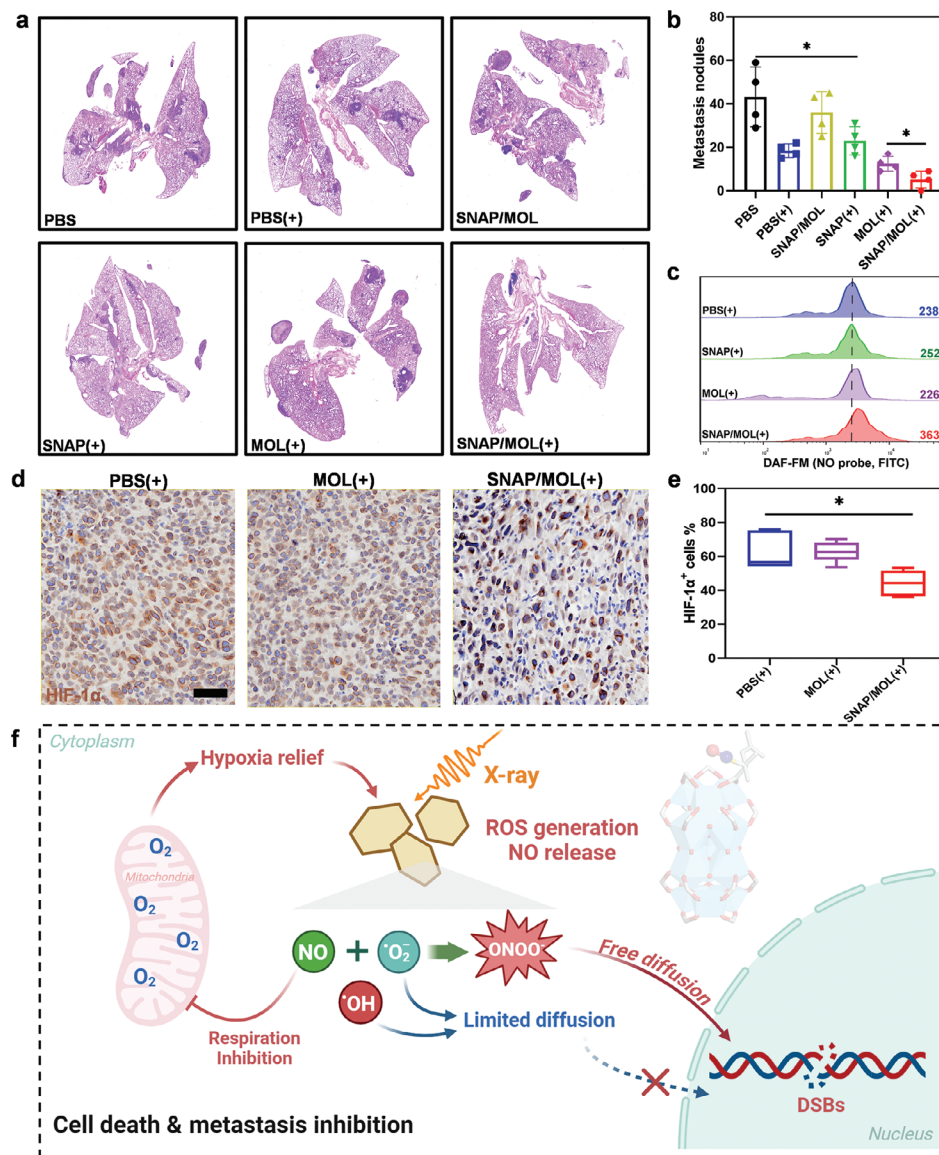 a
PBS
PBS(+)
SNAP/MOL
SNAP(+)
MOL(+)
SNAP/MOL(+)
b
Metastasis nodules
80
60
40
20
0
*
*
PBS
PBS(+)
SNAP/MOL
SNAP(+)
MOL(+)
SNAP/MOL(+)
c
PBS(+)
238
SNAP(+)
252
MOL(+)
226
SNAP/MOL(+)
363
DAF-FM (NO probe, FITC)
d
PBS(+)
MOL(+)
SNAP/MOL(+)
HIF-1α
e
HIF-1α+ cells %
100
80
60
40
20
0
*
PBS(+)
MOL(+)
SNAP/MOL(+)
f
Cytoplasm
Hypoxia relief
X-ray
ROS generation
NO release
O2
Mitochondria
O2
O2
O2
NO + •O2−
ONOO−
•OH
Free diffusion
Limited diffusion
Respiration
Inhibition
DSBs
Cell death & metastasis inhibition
Nucleus